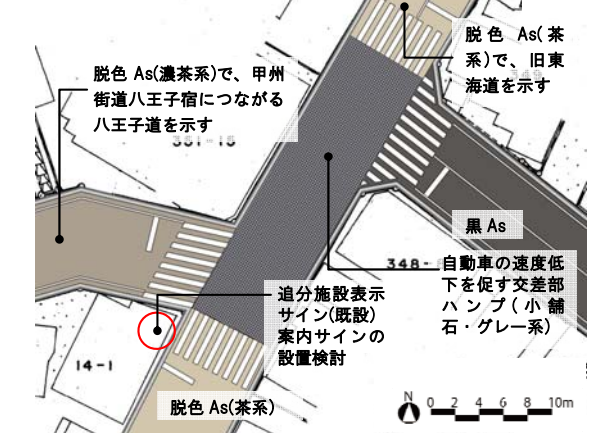 脱色 As(茶
系)で、旧東
海道を示す
脱色 As(濃茶系)で、甲州
街道八王子宿につながる
八王子道を示す
351-15
黒 As
348-
自動車の速度低
下を促す交差部
ハンプ(小舗
石・グレー系)
追分施設表示
サイン(既設)
案内サインの
設置検討
14-1
脱色 As(茶系)
N
0 2 4 6 8 10m